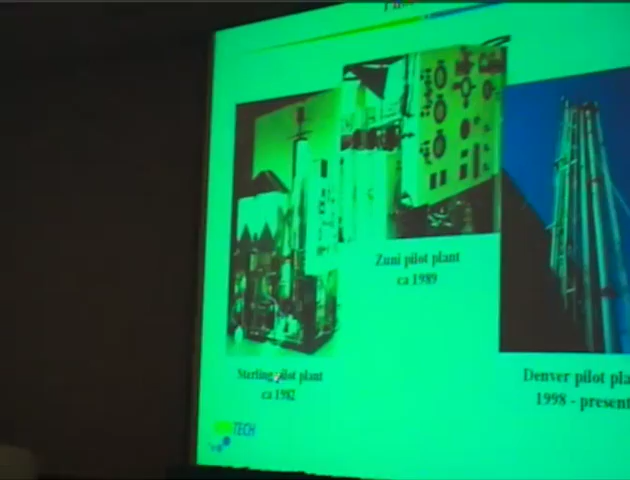 Zuni pilot plant
ca 1989
Sterling pilot plant
ca 1982
Denver pilot pla
1998 - present
TECH